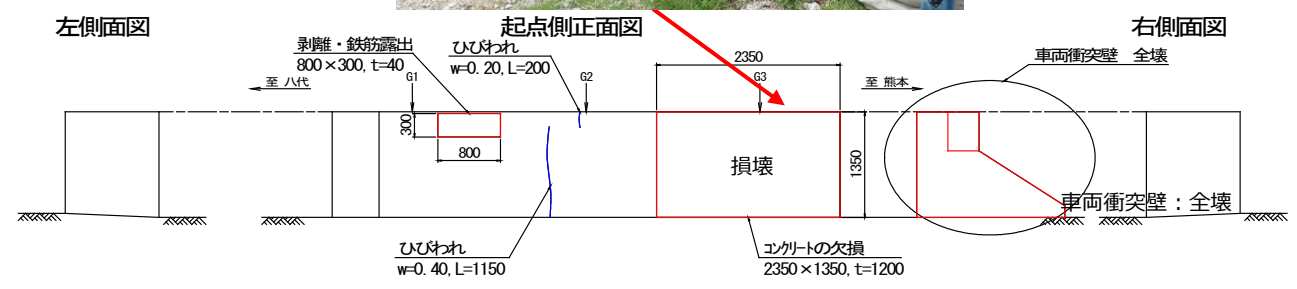 左側面図
起点側正面図
右側面図
剥離・鉄筋露出
800×300, t=40
ひびわれ
w=0.20, L=200
2350
車両衝突壁 全壊
至 八代
G1
G2
G3
至 熊本
300
800
損壊
1350
車両衝突壁：全壊
ひびわれ
w=0.40, L=1150
コンクリートの欠損
2350×1350, t=1200